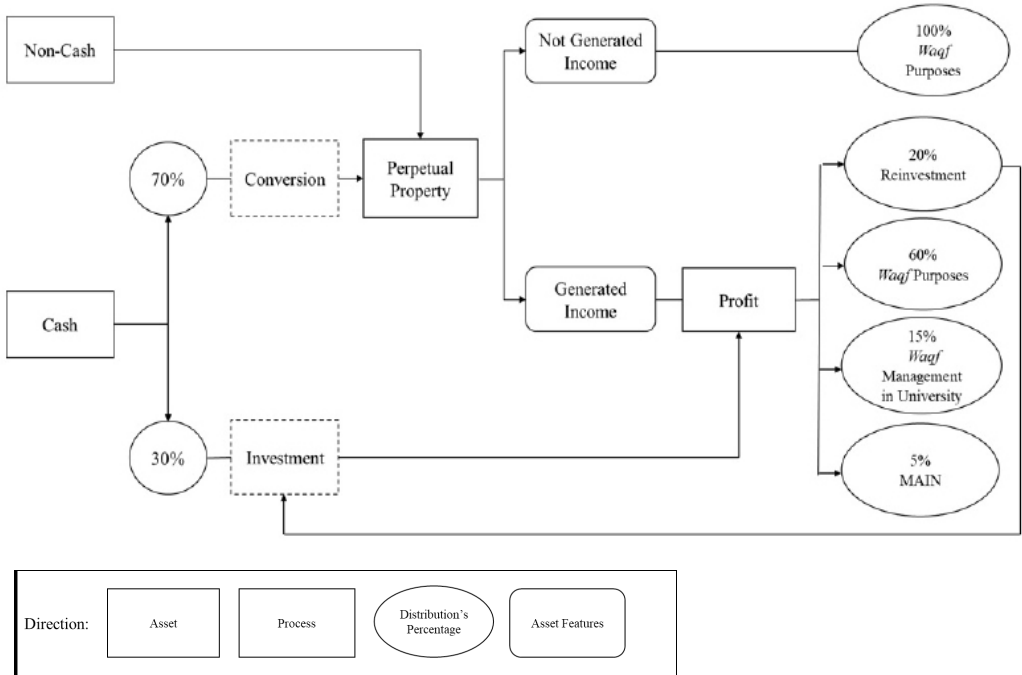 Non-Cash
Not Generated
Income
100%
Waqf
Purposes
70%
Conversion
Perpetual
Property
20%
Reinvestment
60%
Waqf Purposes
Cash
Generated
Income
Profit
15%
Waqf
Management
in University
30%
Investment
5%
MAIN
Direction:
Asset
Process
Distribution's
Percentage
Asset Features